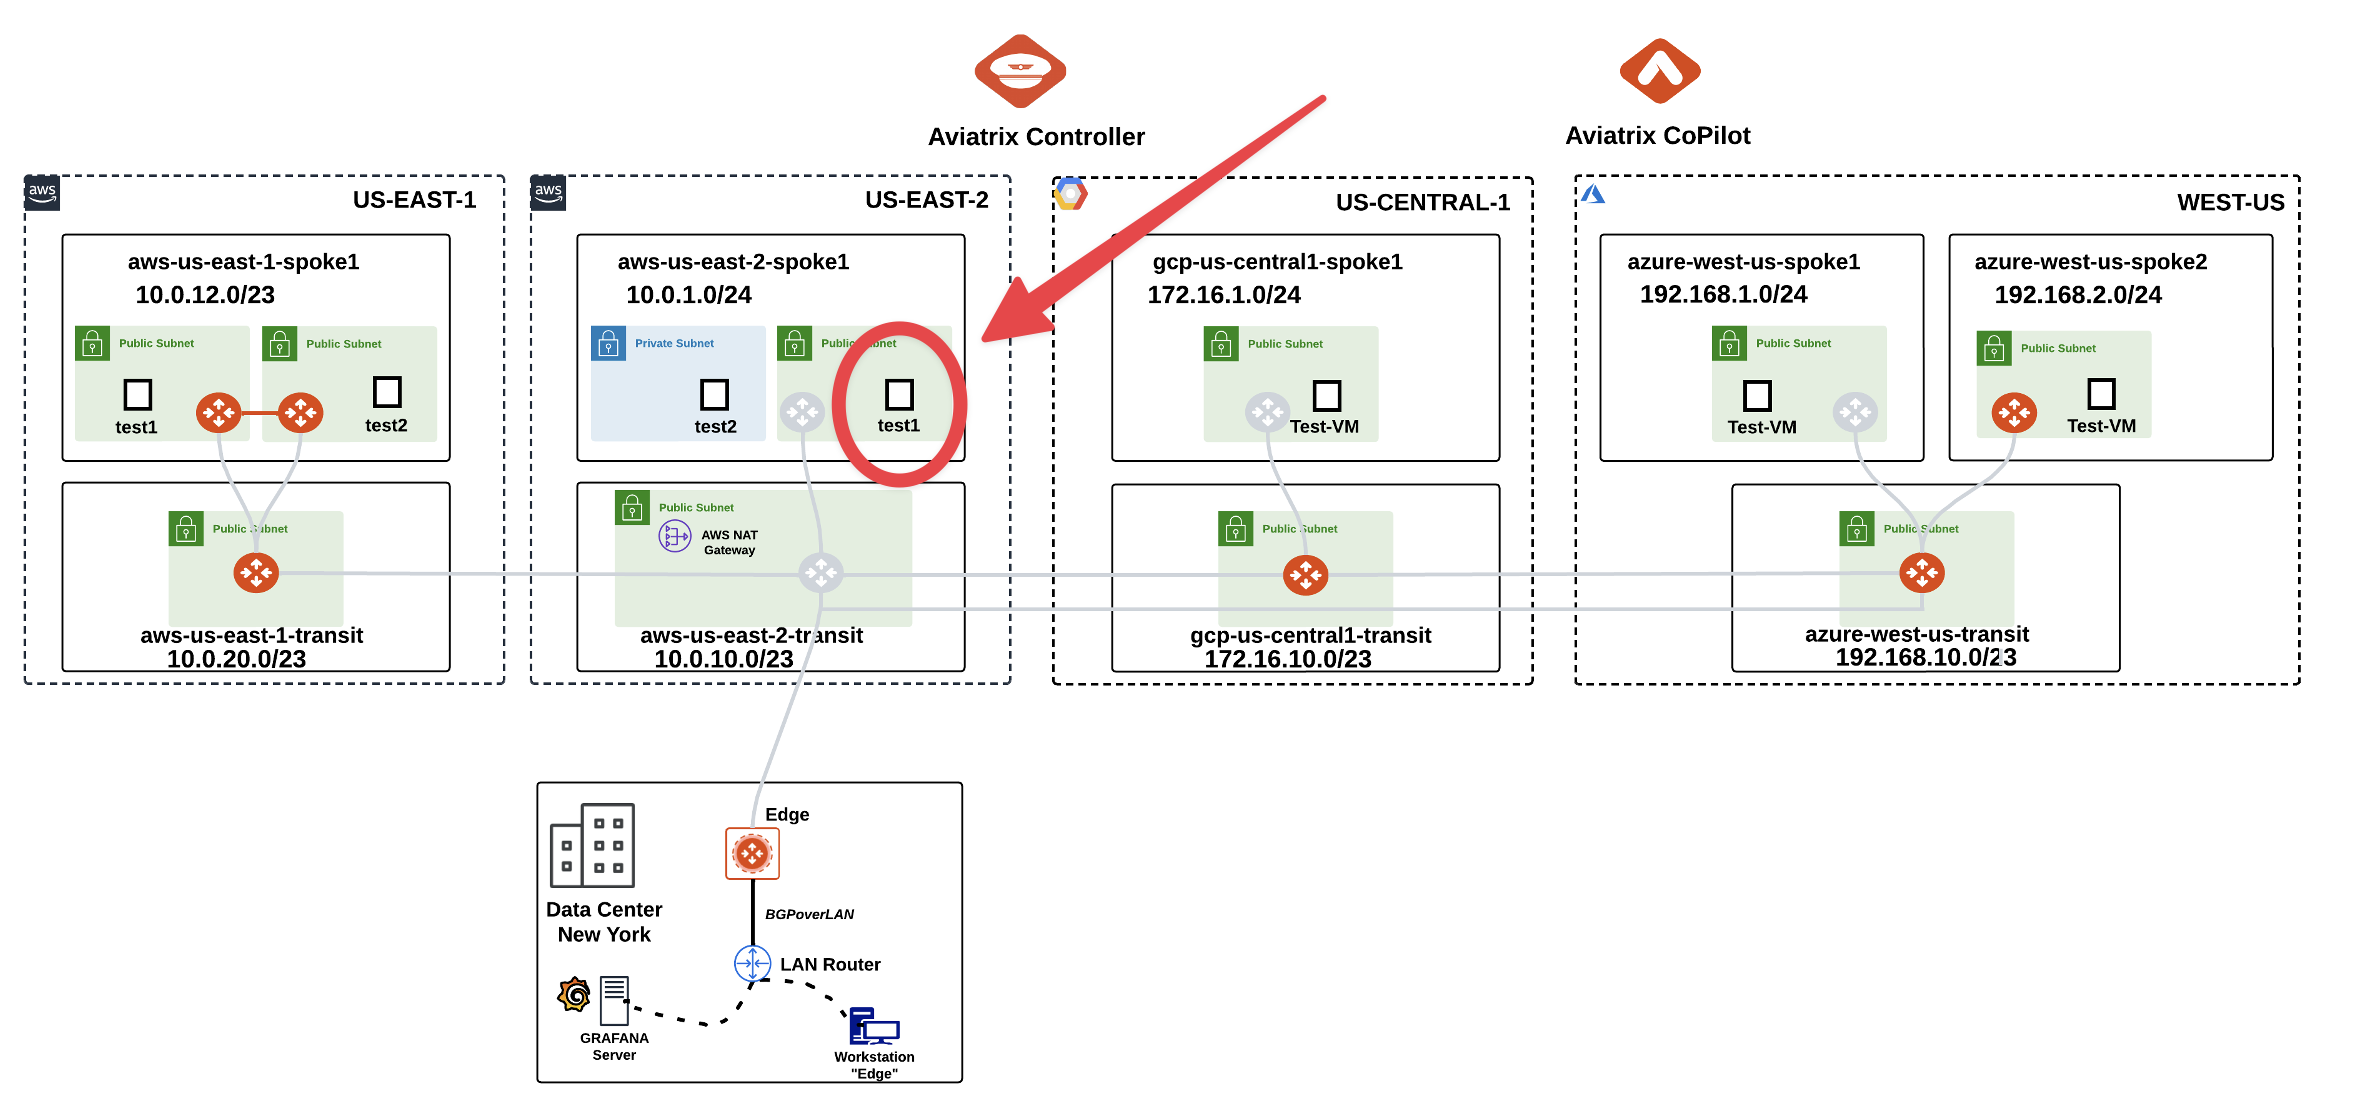 Aviatrix Controller
Aviatrix CoPilot
aws
US-EAST-1
aws-us-east-1-spoke1
10.0.12.0/23
Public Subnet
Public Subnet
test1
test2
Public Subnet
aws-us-east-1-transit
10.0.20.0/23
aws
US-EAST-2
aws-us-east-2-spoke1
10.0.1.0/24
Private Subnet
Public Subnet
test2
test1
Public Subnet
AWS NAT
Gateway
aws-us-east-2-transit
10.0.10.0/23
US-CENTRAL-1
gcp-us-central1-spoke1
172.16.1.0/24
Public Subnet
Test-VM
Public Subnet
gcp-us-central1-transit
172.16.10.0/23
WEST-US
azure-west-us-spoke1
192.168.1.0/24
Public Subnet
Test-VM
azure-west-us-spoke2
192.168.2.0/24
Public Subnet
Test-VM
Public Subnet
azure-west-us-transit
192.168.10.0/23
Edge
Data Center
New York
BGPoverLAN
LAN Router
GRAFANA
Server
Workstation
"Edge"